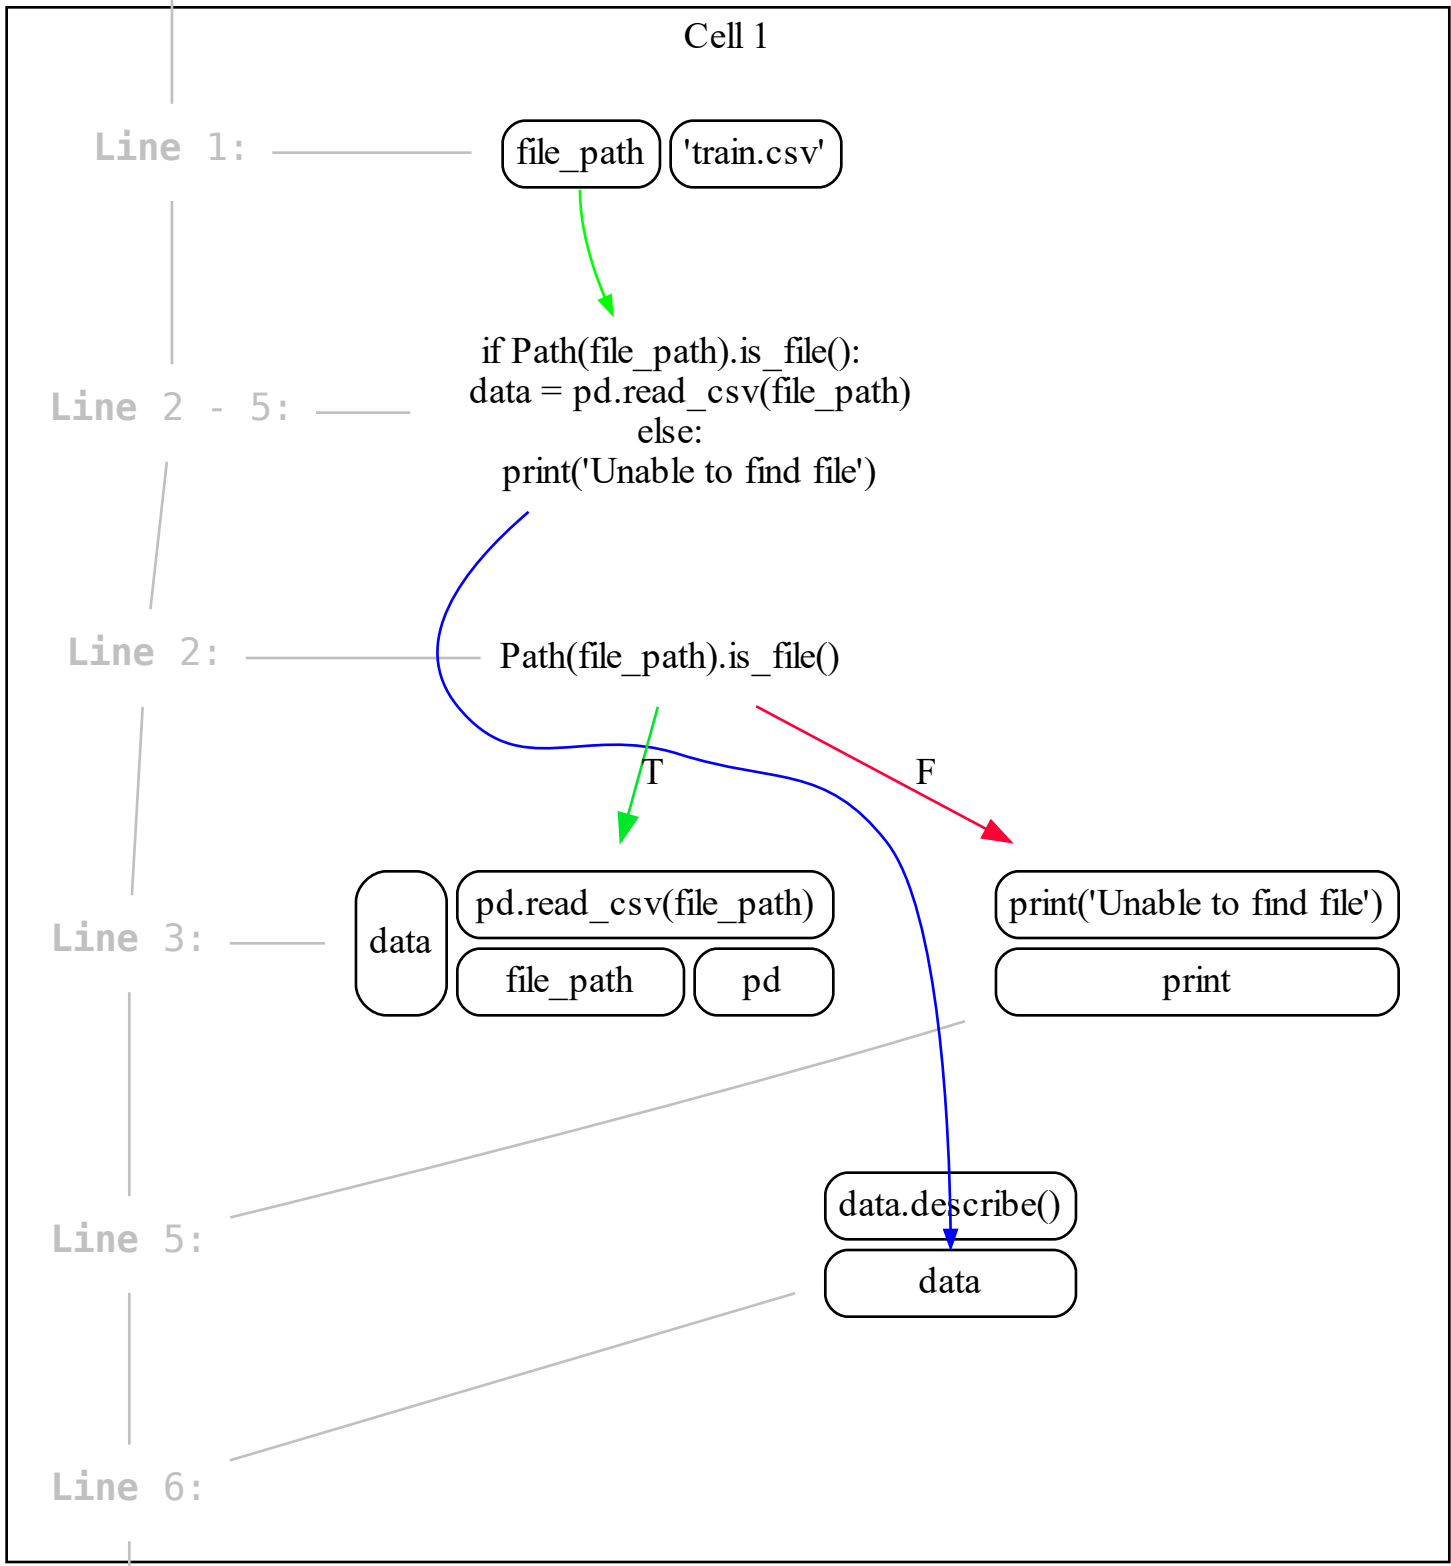 Cell 1
Line 1:
file_path
'train.csv'
Line 2 - 5:
if Path(file_path).is_file():
data = pd.read_csv(file_path)
else:
print('Unable to find file')
Line 2:
Path(file_path).is_file()
T
F
Line 3:
data
pd.read_csv(file_path)
file_path
pd
print('Unable to find file')
print
Line 5:
data.describe()
data
Line 6: